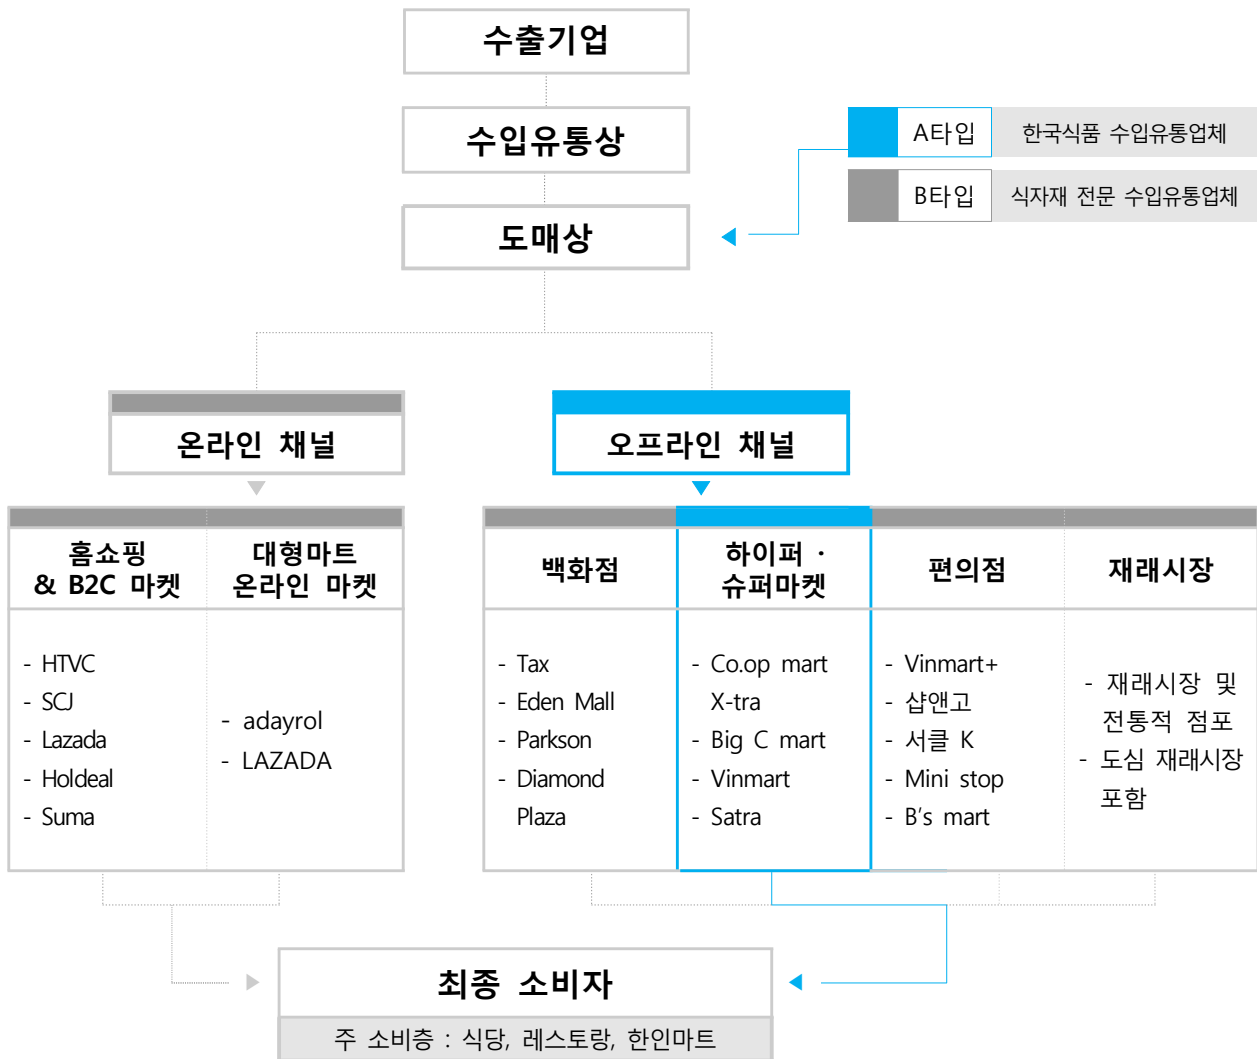 수출기업
수입유통상
A타입 한국식품 수입유통업체
B타입 식자재 전문 수입유통업체
도매상
온라인 채널
오프라인 채널
홈쇼핑
& B2C 마켓
대형마트
온라인 마켓
백화점
하이퍼 ·
슈퍼마켓
편의점
재래시장
- HTVC
- SCJ
- Lazada
- Holdeal
- Suma
- adayrol
- LAZADA
- Tax
- Eden Mall
- Parkson
- Diamond
Plaza
- Co.op mart
X-tra
- Big C mart
- Vinmart
- Satra
- Vinmart+
- 샵앤고
- 서클 K
- Mini stop
- B's mart
- 재래시장 및
전통적 점포
- 도심 재래시장
포함
최종 소비자
주 소비층 : 식당, 레스토랑, 한인마트